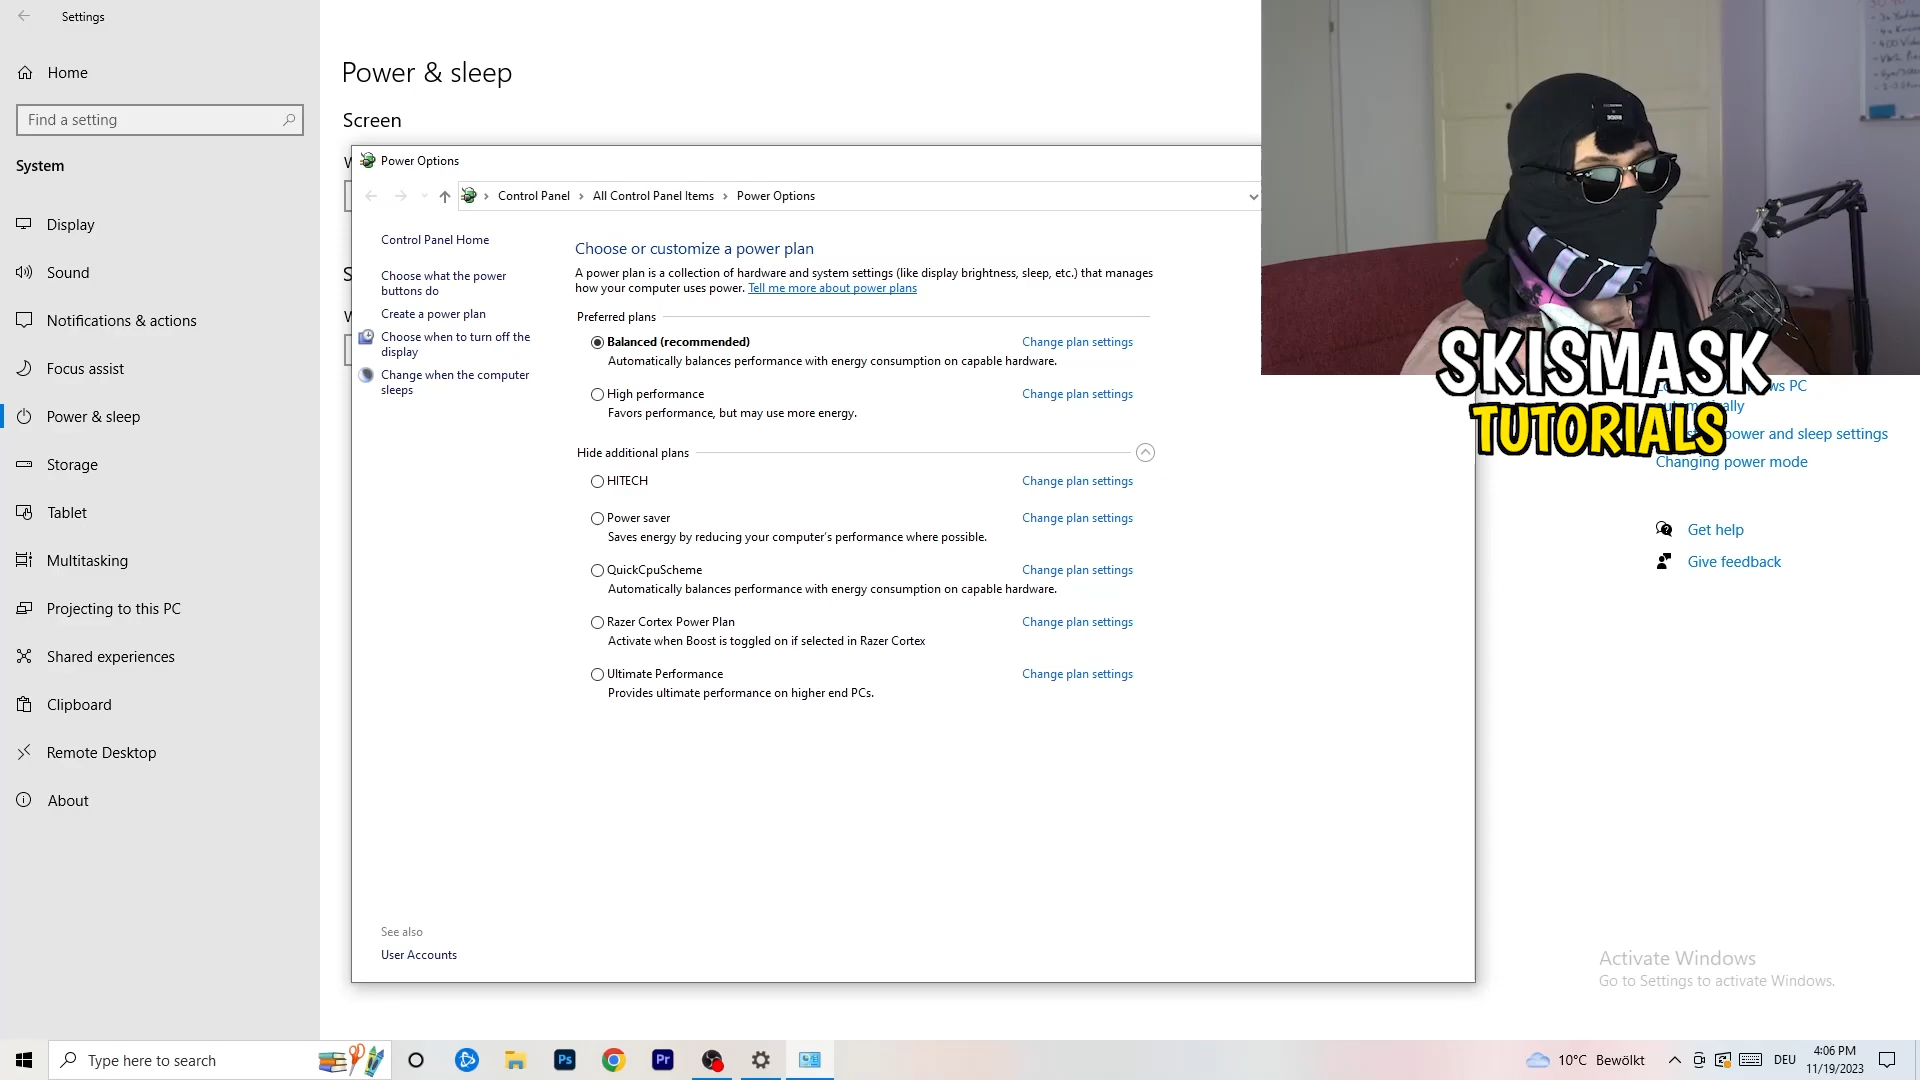 Settings
Home
Find a setting
System
Display
Sound
Notifications & actions
Focus assist
Power & sleep
Storage
Tablet
Multitasking
Projecting to this PC
Shared experiences
Clipboard
Remote Desktop
About
Power & sleep
Screen
Power Options
Control Panel
All Control Panel Items
Power Options
Control Panel Home
Choose what the power
buttons do
Create a power plan
Choose when to turn off the
display
Change when the computer
sleeps
See also
User Accounts
Choose or customize a power plan
A power plan is a collection of hardware and system settings (like display brightness, sleep, etc.) that manages
how your computer uses power. Tell me more about power plans
Preferred plans
Balanced (recommended) Change plan settings
Automatically balances performance with energy consumption on capable hardware.
High performance Change plan settings
Favors performance, but may use more energy.
Hide additional plans
HITECH Change plan settings
Power saver Change plan settings
Saves energy by reducing your computer's performance where possible.
QuickCpuScheme Change plan settings
Automatically balances performance with energy consumption on capable hardware.
Razer Cortex Power Plan Change plan settings
Activate when Boost is toggled on if selected in Razer Cortex
Ultimate Performance Change plan settings
Provides ultimate performance on higher end PCs.
SKISMASK
TUTORIALS
PC
power and sleep settings
Changing power mode
Get help
Give feedback
Activate Windows
Go to Settings to activate Windows.
Type here to search
Ps
Pr
10°C Bewölkt
DEU
4:06 PM
11/19/2023